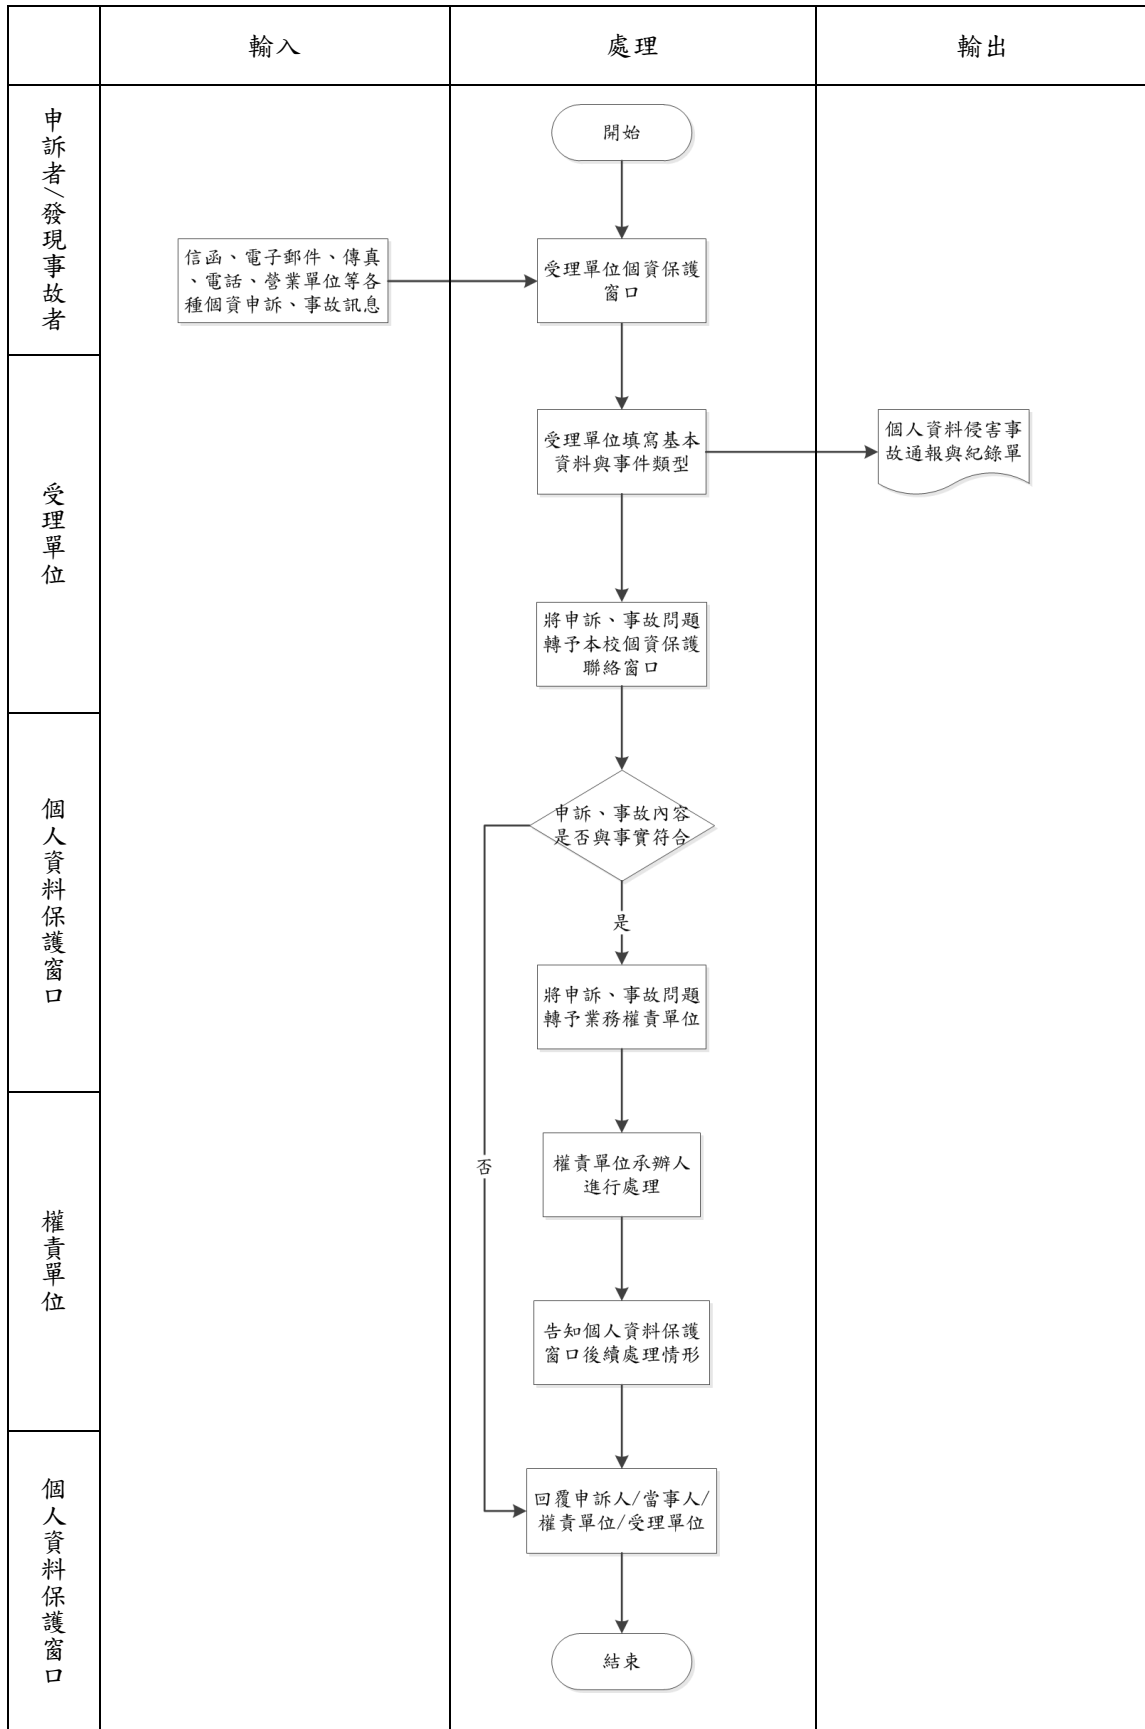 輸入
處理
輸出
申訴者/發現事故者
開始
信函、電子郵件、傳真
、電話、營業單位等各
種個資申訴、事故訊息
受理單位個資保護
窗口
受理單位
受理單位填寫基本
資料與事件類型
個人資料侵害事
故通報與紀錄單
將申訴、事故問題
轉予本校個資保護
聯絡窗口
個人資料保護窗口
申訴、事故內容
是否與事實符合
是
將申訴、事故問題
轉予業務權責單位
權責單位
否
權責單位承辦人
進行處理
告知個人資料保護
窗口後續處理情形
個人資料保護窗口
回覆申訴人/當事人/
權責單位/受理單位
結束